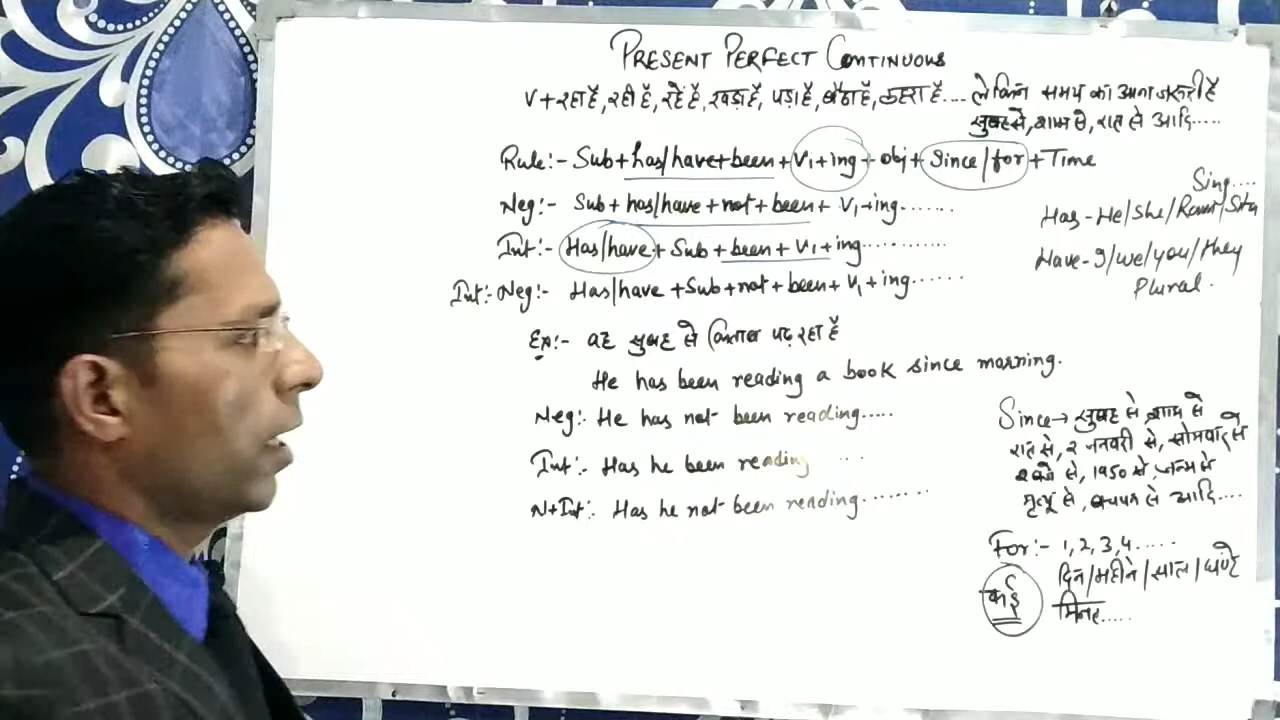 PRESENT PERFECT CONTINUOUS
V+रहा हैं, रही हैं, रहे हैं, खड़ा हैं, पड़ा हैं, बैठा हैं, ठहरा हैं.... लेकिन समय का आना जरूरी हैं
सुबह से, शाम से, रात से आदि.....
Rule:- Sub+has/have+been+V1+ing+obj+Since/for+Time
Neg:- Sub+has/have+not+been+V1+ing.......
Int:- Has/have+Sub+been+V1+ing............
Int:-Neg:- Has/have+Sub+not+been+V1+ing.......
Sing....
Has-He/She/Ram/Sita
Have-I/we/you/they
Plural.
Ex:- वह सुबह से किताब पढ़ रहा हैं
He has been reading a book since morning.
Neg:- He has not been reading.....
Int:- Has he been reading ...
N+Int:- Has he not been reading.......
Since→ सुबह से, शाम से
रात से, 2 जनवरी से, सोमवार से
2 बजे से, 1950 से, जन्म से
मृत्यू से, बचपन से आदि....
For:- 1, 2, 3, 4.....
कई दिन/महीने/साल/घण्टे
मिनट.....